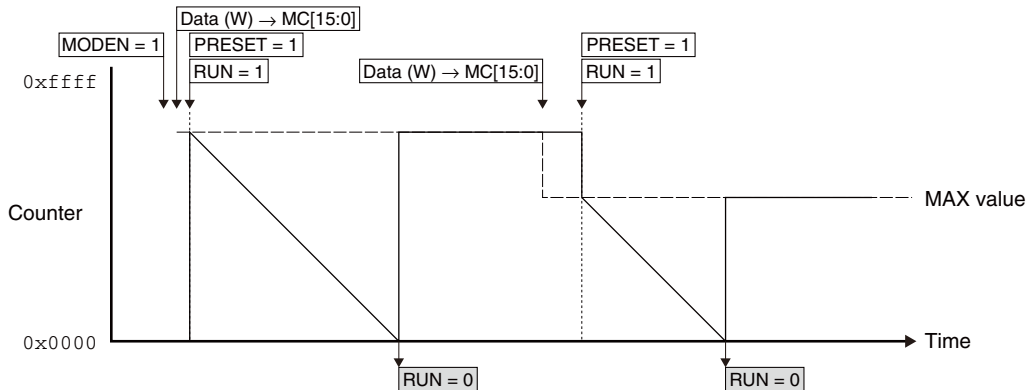 Data (W) → MC[15:0]
MODEN = 1
PRESET = 1
PRESET = 1
RUN = 1
Data (W) → MC[15:0]
RUN = 1
0xffff
Counter
MAX value
0x0000
Time
RUN = 0
RUN = 0